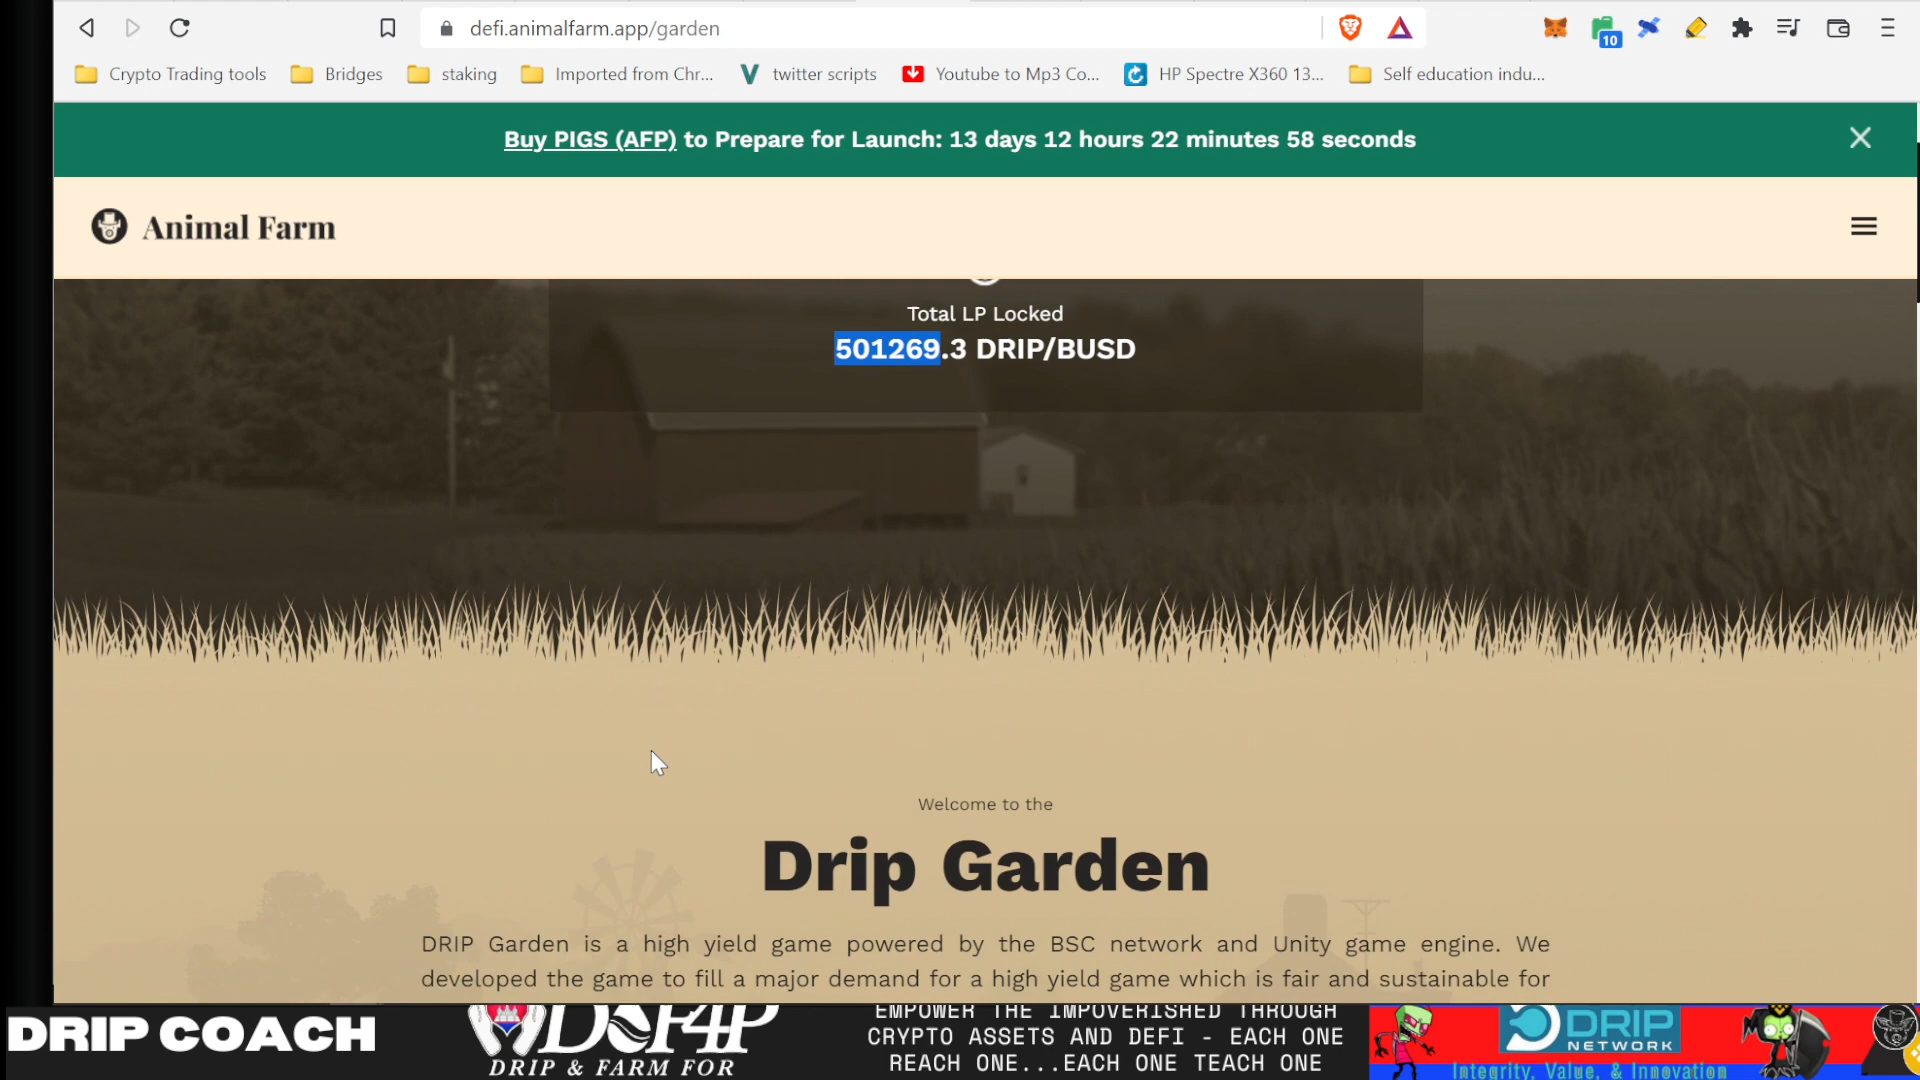 defi.animalfarm.app/garden
10
Crypto Trading tools
Bridges
staking
Imported from Chr...
twitter scripts
Youtube to Mp3 Co...
HP Spectre X360 13...
Self education indu...
Buy PIGS (AFP) to Prepare for Launch: 13 days 12 hours 22 minutes 58 seconds
Animal Farm
Total LP Locked
501269.3 DRIP/BUSD
Welcome to the
Drip Garden
DRIP Garden is a high yield game powered by the BSC network and Unity game engine. We
developed the game to fill a major demand for a high yield game which is fair and sustainable for
DRIP COACH
DRIP & FARM FOR
EMPOWER THE IMPOVERISHED THROUGH
CRYPTO ASSETS AND DEFI - EACH ONE
REACH ONE...EACH ONE TEACH ONE
DRIP
NETWORK
Integrity, Value, & Innovation